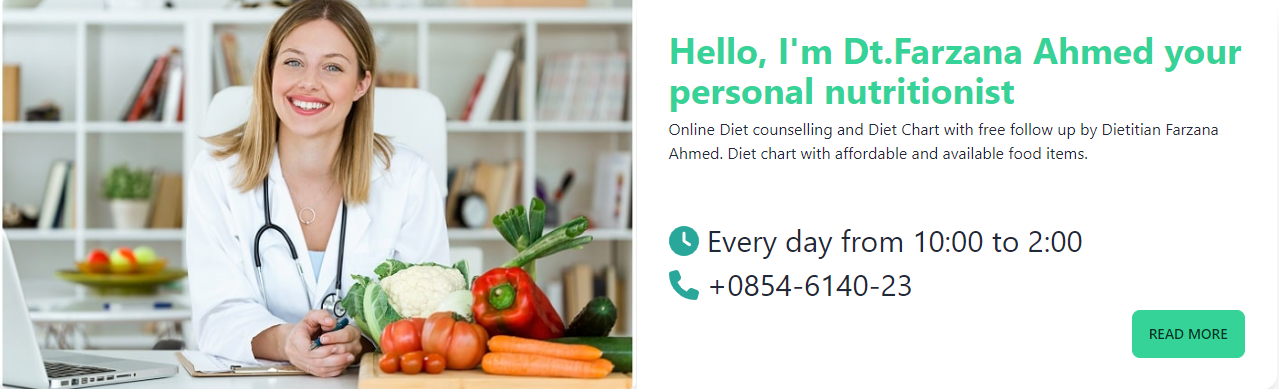 Hello, I'm Dt.Farzana Ahmed your
personal nutritionist
Online Diet counselling and Diet Chart with free follow up by Dietitian Farzana
Ahmed. Diet chart with affordable and available food items.
Every day from 10:00 to 2:00
+0854-6140-23
READ MORE